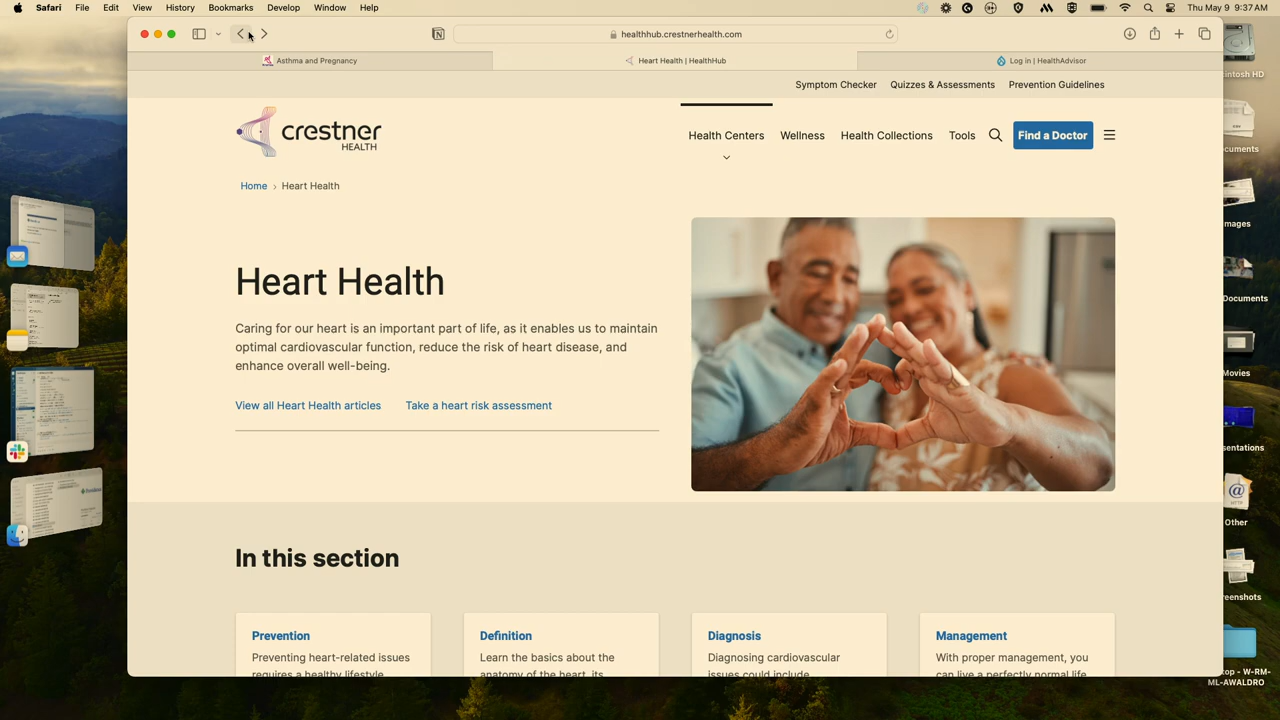 Safari File Edit View History Bookmarks Develop Window Help Thu May 9 9:37 AM
healthhub.crestnerhealth.com
Asthma and Pregnancy
Heart Health | HealthHub
Log in | HealthAdvisor
Symptom Checker Quizzes & Assessments Prevention Guidelines
crestner
HEALTH
Health Centers Wellness Health Collections Tools Find a Doctor
Home › Heart Health
Heart Health
Caring for our heart is an important part of life, as it enables us to maintain
optimal cardiovascular function, reduce the risk of heart disease, and
enhance overall well-being.
View all Heart Health articles Take a heart risk assessment
In this section
Prevention
Preventing heart-related issues
requires a healthy lifestyle
Definition
Learn the basics about the
anatomy of the heart, its
Diagnosis
Diagnosing cardiovascular
issues could include
Management
With proper management, you
can live a perfectly normal life
intosh HD
cuments
mages
Documents
Movies
sentations
Other
eenshots
top - W-RM-
ML-AWALDRO